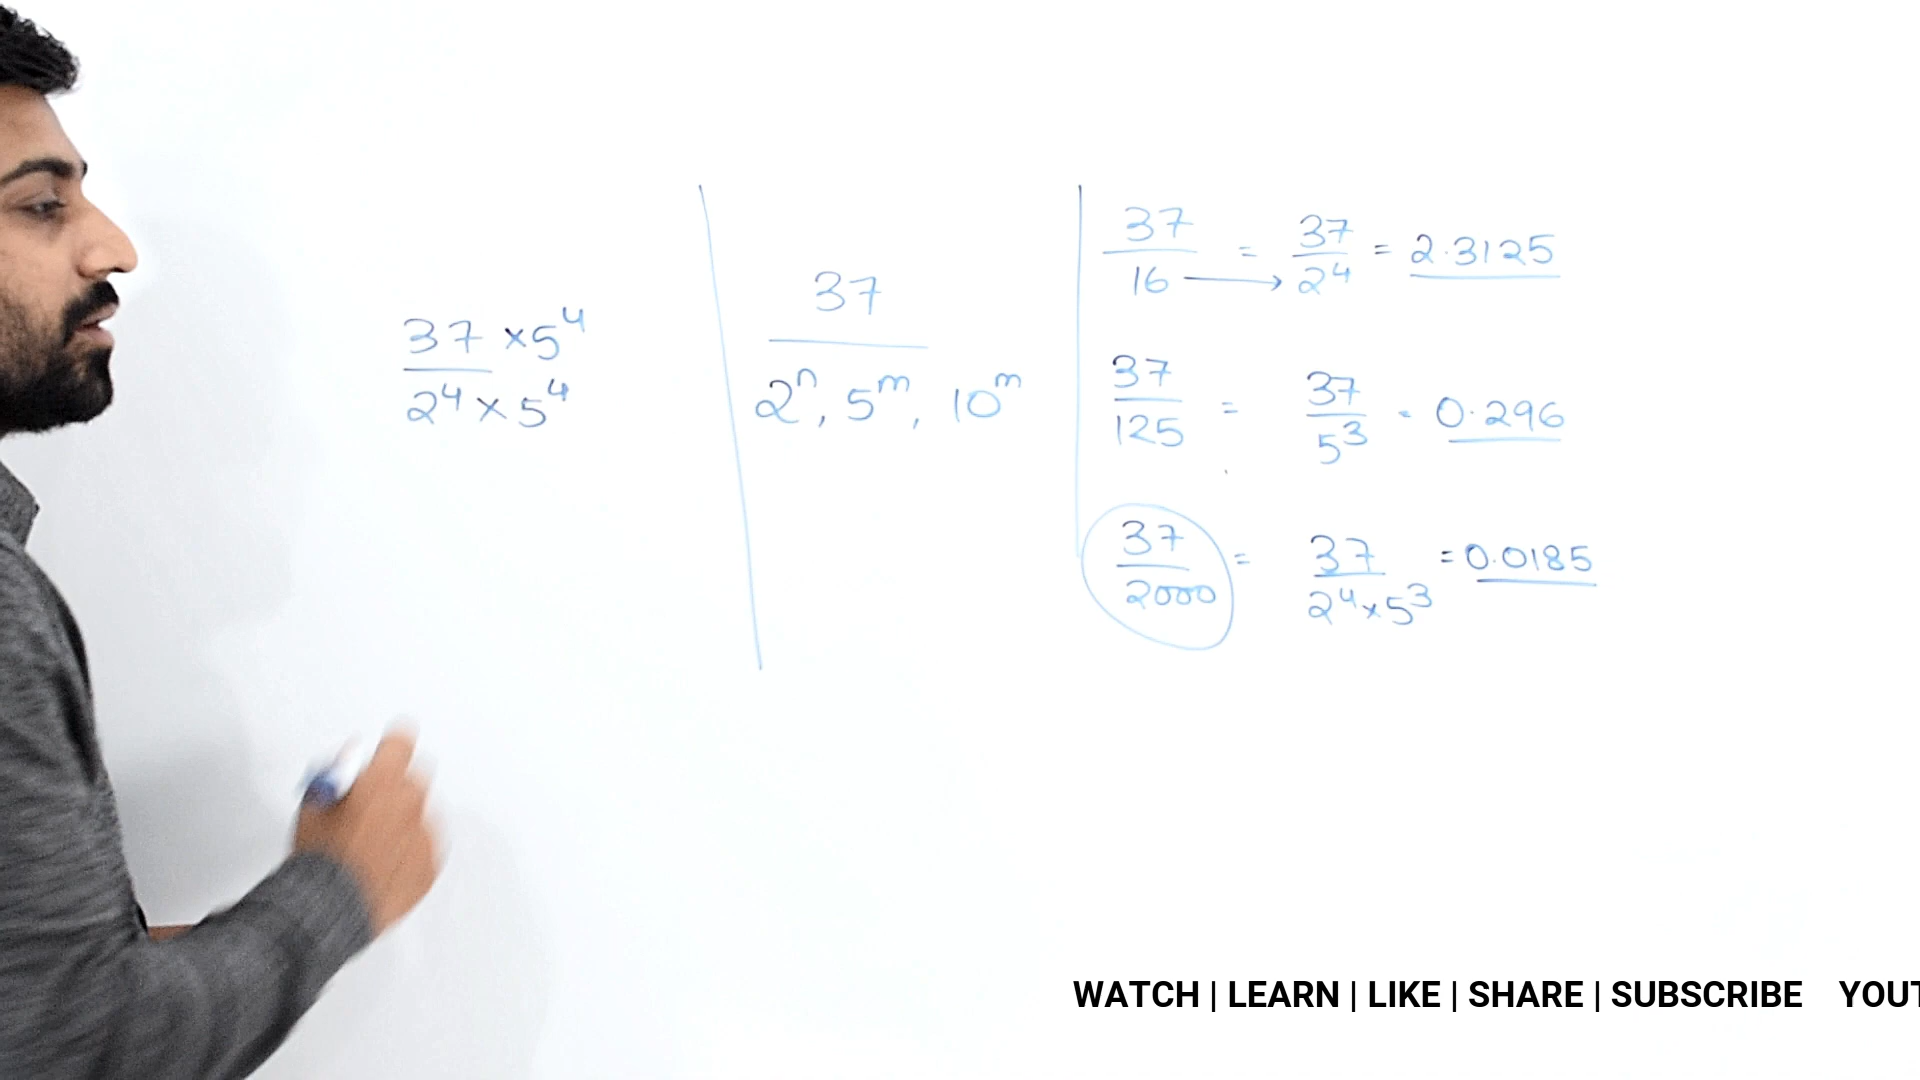 37 × 5⁴
2⁴ × 5⁴
37
2ⁿ, 5ᵐ, 10ᵐ
37/16 → = 37/2⁴ = 2.3125
37/125 = 37/5³ = 0.296
37/2000 = 37/2⁴×5³ = 0.0185
WATCH | LEARN | LIKE | SHARE | SUBSCRIBE YOUT